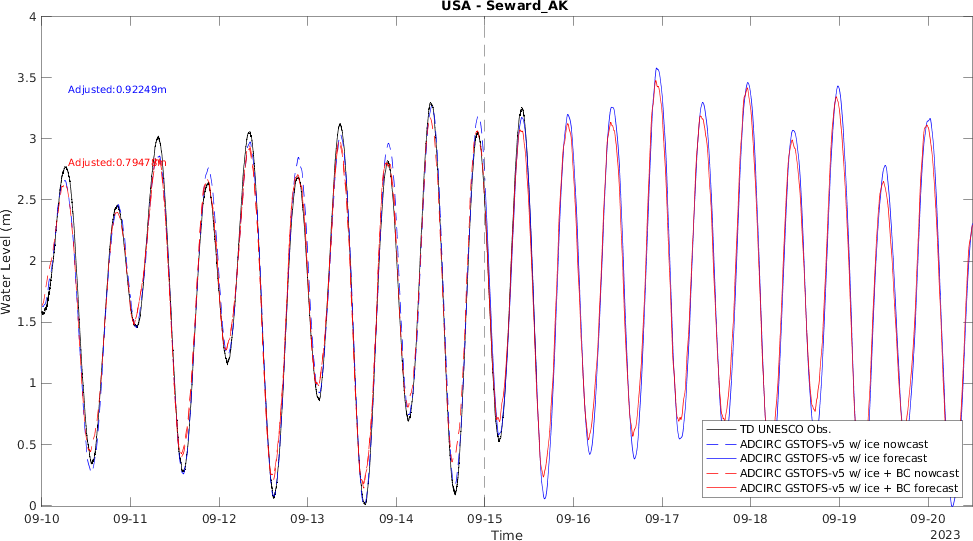 USA - Seward_AK
4
3.5
3
2.5
2
1.5
1
0.5
0
Water Level (m)
Adjusted:0.92249m
TD UNESCO Obs.
ADCIRC GSTOFS-v5 w/ ice nowcast
ADCIRC GSTOFS-v5 w/ ice forecast
ADCIRC GSTOFS-v5 w/ ice + BC nowcast
ADCIRC GSTOFS-v5 w/ ice + BC forecast
09-10 09-11 09-12 09-13 09-14 09-15 09-16 09-17 09-18 09-19 09-20
Time
2023